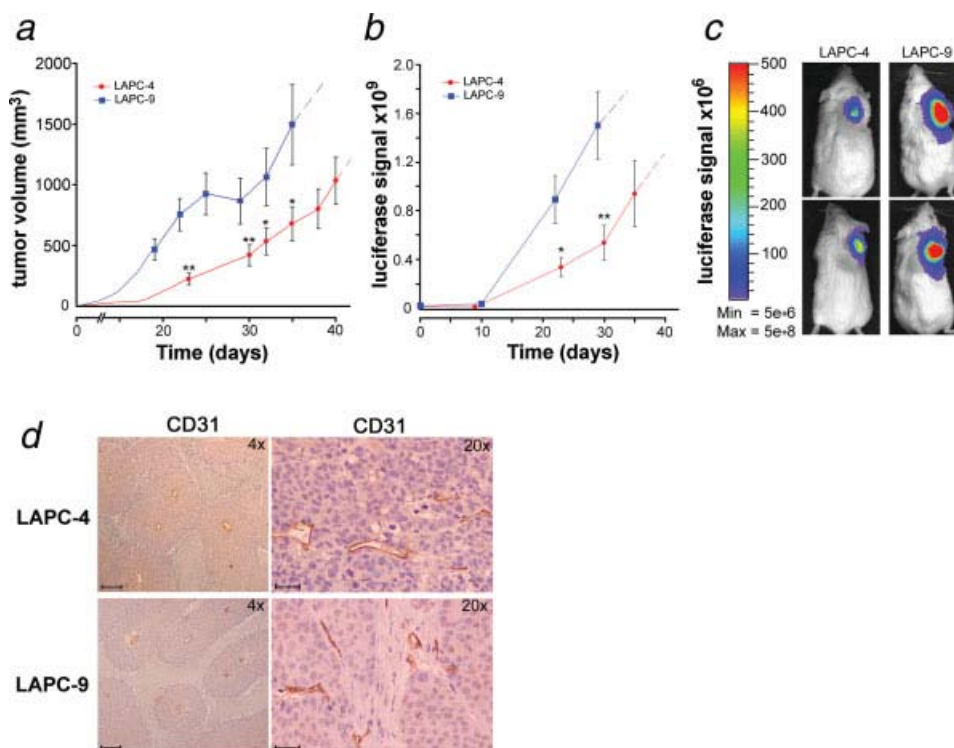 a
2000
1500
1000
500
0
tumor volume (mm³)
LAPC-4
LAPC-9
**
**
*
*
20
30
40
Time (days)
b
2.0
1.6
1.2
0.8
0.4
0
luciferase signal x10⁹
LAPC-4
LAPC-9
*
**
0
10
20
30
40
Time (days)
c
LAPC-4
LAPC-9
luciferase signal x10⁶
500
400
300
200
100
Min = 5e+6
Max = 5e+8
d
CD31
CD31
LAPC-4
4x
20x
LAPC-9
4x
20x